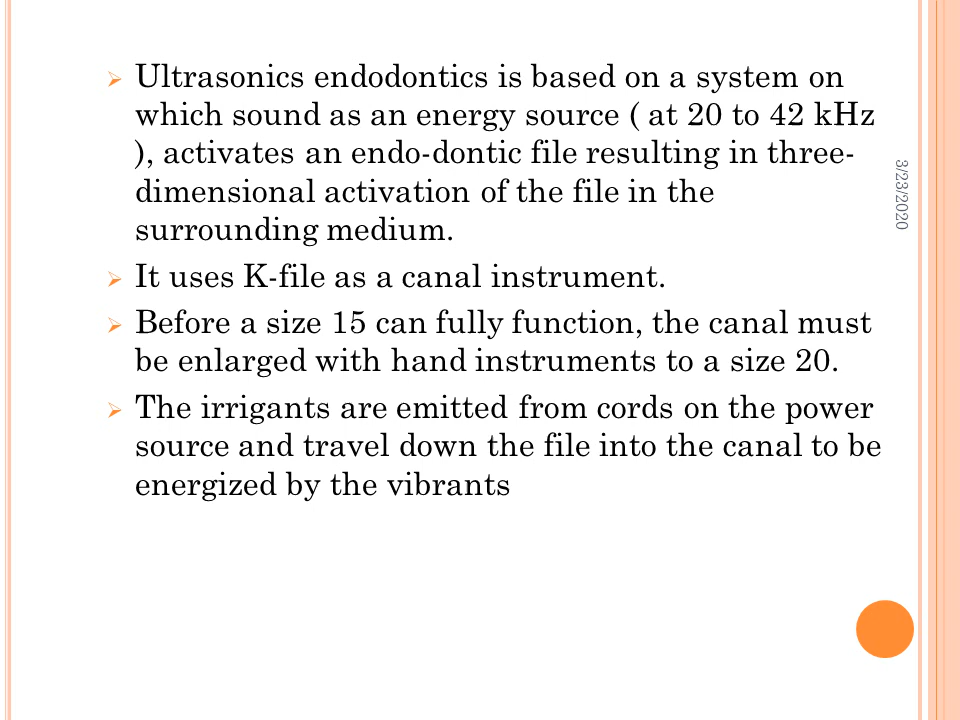 Ultrasonics endodontics is based on a system on
which sound as an energy source ( at 20 to 42 kHz
), activates an endo-dontic file resulting in three-
dimensional activation of the file in the
surrounding medium.
It uses K-file as a canal instrument.
Before a size 15 can fully function, the canal must
be enlarged with hand instruments to a size 20.
The irrigants are emitted from cords on the power
source and travel down the file into the canal to be
energized by the vibrants
3/23/2020